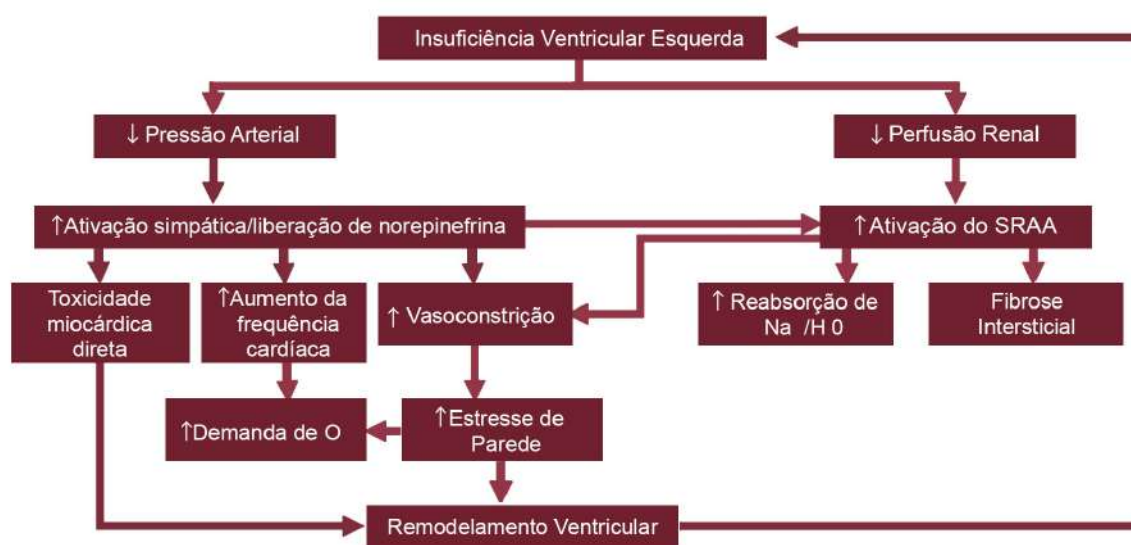 Insuficiência Ventricular Esquerda
↓ Pressão Arterial
↓ Perfusão Renal
↑Ativação simpática/liberação de norepinefrina
↑ Ativação do SRAA
Toxicidade
miocárdica
direta
↑Aumento da
frequência
cardíaca
↑ Vasoconstrição
↑ Reabsorção de
Na /H 0
Fibrose
Intersticial
↑Demanda de O
↑Estresse de
Parede
Remodelamento Ventricular